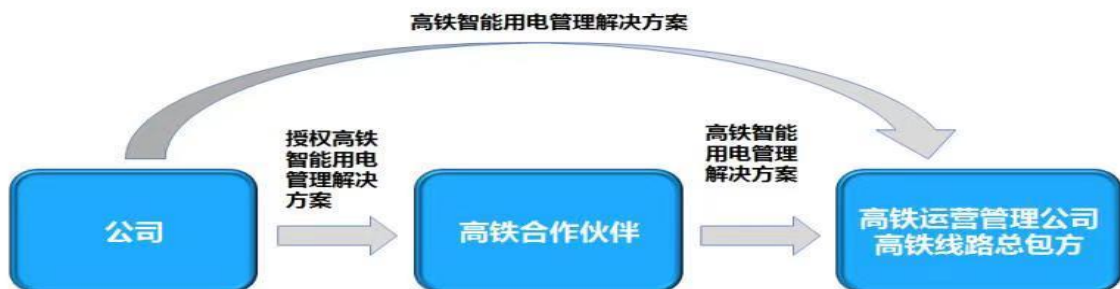 高铁智能用电管理解决方案
授权高铁
智能用电
管理解决
方案
高铁智能
用电管理
解决方案
公司
高铁合作伙伴
高铁运营管理公司
高铁线路总包方